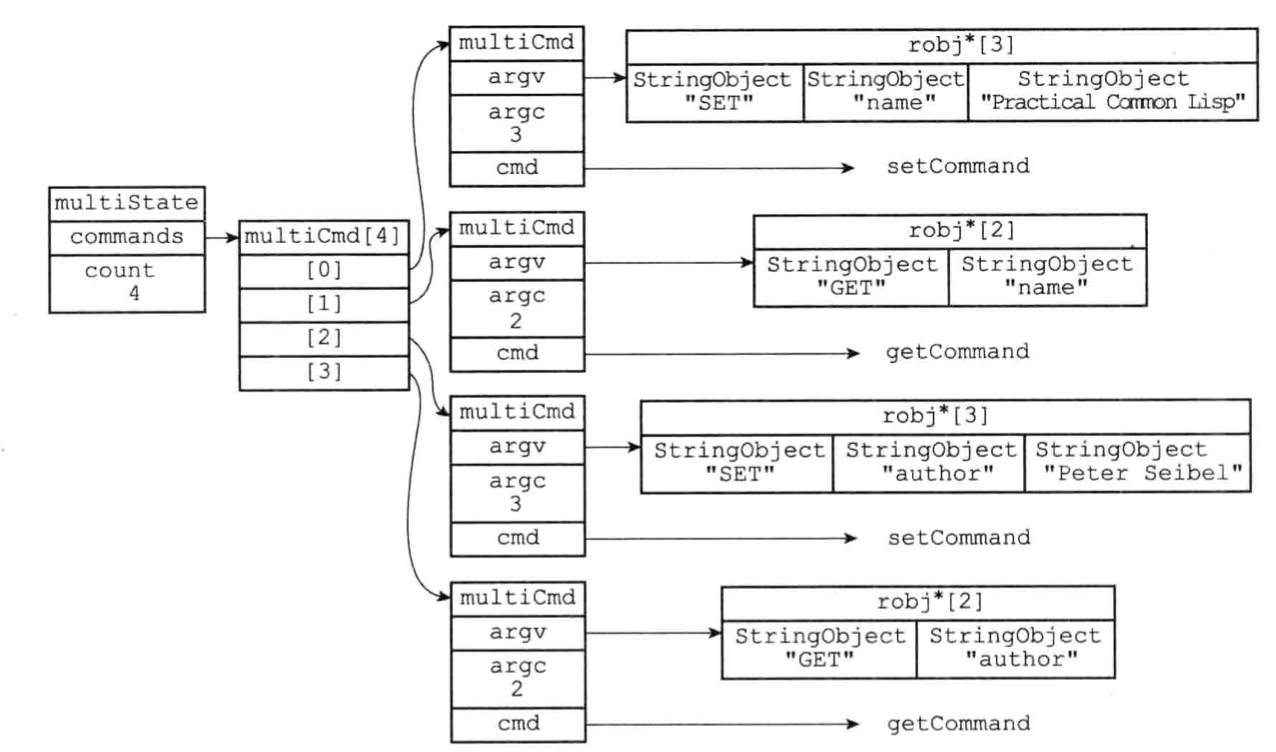 multiState
commands
count
4
multiCmd[4]
[0]
[1]
[2]
[3]
multiCmd
argv
argc
3
cmd
robj*[3]
StringObject
"SET"
StringObject
"name"
StringObject
"Practical Common Lisp"
setCommand
multiCmd
argv
argc
2
cmd
robj*[2]
StringObject
"GET"
StringObject
"name"
getCommand
multiCmd
argv
argc
3
cmd
robj*[3]
StringObject
"SET"
StringObject
"author"
StringObject
"Peter Seibel"
setCommand
multiCmd
argv
argc
2
cmd
robj*[2]
StringObject
"GET"
StringObject
"author"
getCommand